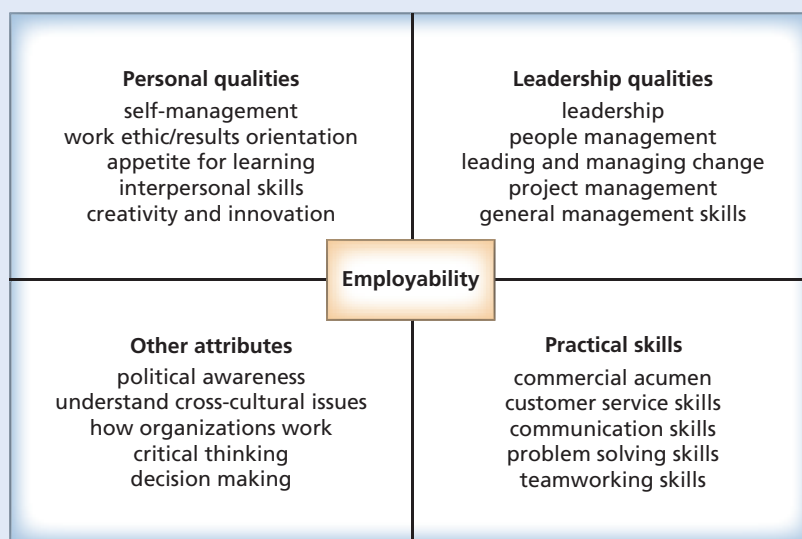 Personal qualities
self-management
work ethic/results orientation
appetite for learning
interpersonal skills
creativity and innovation
Leadership qualities
leadership
people management
leading and managing change
project management
general management skills
Employability
Other attributes
political awareness
understand cross-cultural issues
how organizations work
critical thinking
decision making
Practical skills
commercial acumen
customer service skills
communication skills
problem solving skills
teamworking skills